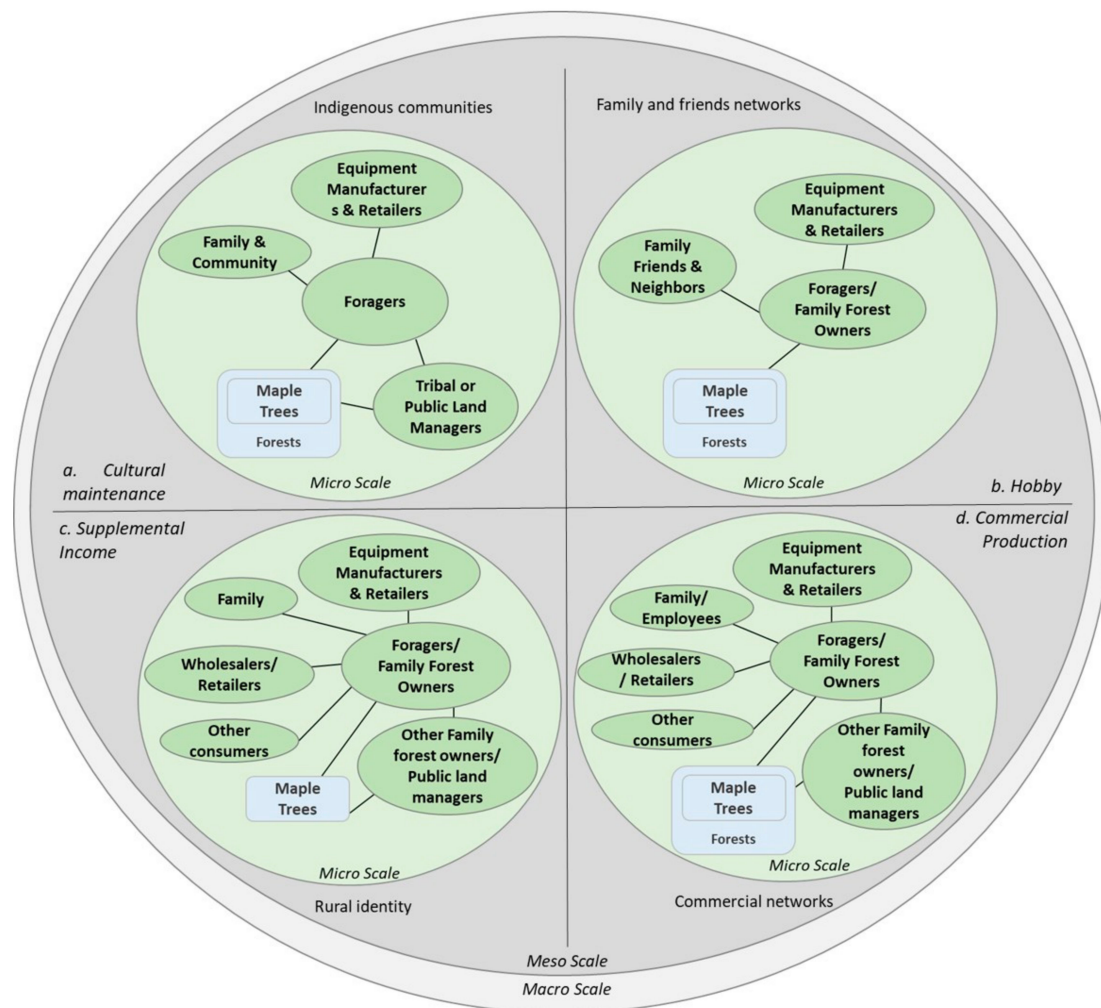 Indigenous communities
Equipment
Manufacturer
s & Retailers
Family &
Community
Foragers
Maple
Trees
Forests
Tribal or
Public Land
Managers
Micro Scale
a. Cultural
maintenance
Family and friends networks
Equipment
Manufacturers
& Retailers
Family
Friends &
Neighbors
Foragers/
Family Forest
Owners
Maple
Trees
Forests
Micro Scale
b. Hobby
c. Supplemental
Income
Equipment
Manufacturers
& Retailers
Family
Foragers/
Family Forest
Owners
Wholesalers/
Retailers
Other
consumers
Other Family
forest owners/
Public land
managers
Maple
Trees
Micro Scale
Rural identity
d. Commercial
Production
Equipment
Manufacturers
& Retailers
Family/
Employees
Foragers/
Family Forest
Owners
Wholesalers
/ Retailers
Other
consumers
Other Family
forest
owners/
Public land
managers
Maple
Trees
Forests
Micro Scale
Commercial networks
Meso Scale
Macro Scale